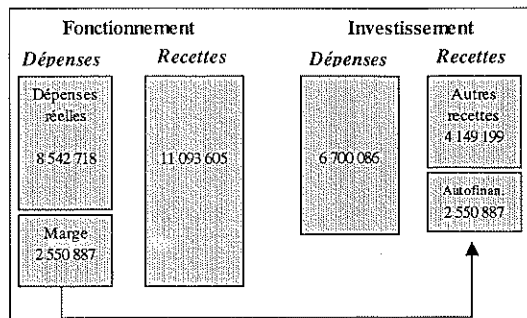 Fonctionnement
Dépenses
Recettes
Dépenses
réelles
8 542 718
Marge
2 550 887
11 093 605
Investissement
Dépenses
Recettes
6 700 086
Autres
recettes
4 149 199
Autofinan.
2 550 887